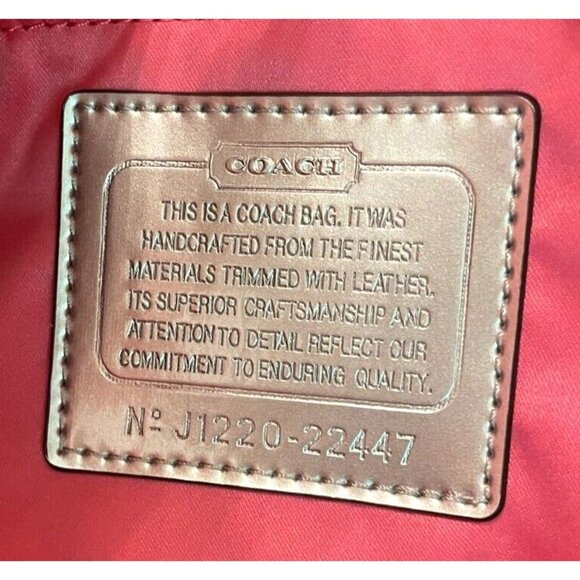 COACH
THIS IS A COACH BAG. IT WAS
HANDCRAFTED FROM THE FINEST
MATERIALS TRIMMED WITH LEATHER.
ITS SUPERIOR CRAFTSMANSHIP AND
ATTENTION TO DETAIL REFLECT OUR
COMMITMENT TO ENDURING QUALITY.
Nº J1220-22447